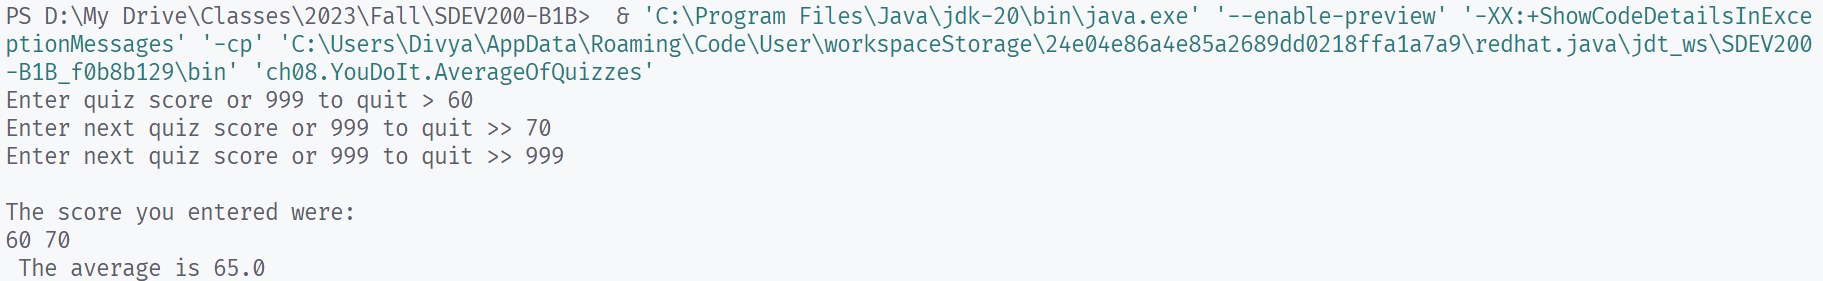 PS D:\My Drive\Classes\2023\Fall\SDEV200-B1B>  & 'C:\Program Files\Java\jdk-20\bin\java.exe' '--enable-preview' '-XX:+ShowCodeDetailsInExce
ptionMessages' '-cp' 'C:\Users\Divya\AppData\Roaming\Code\User\workspaceStorage\24e04e86a4e85a2689dd0218ffa1a7a9\redhat.java\jdt_ws\SDEV200
-B1B_f0b8b129\bin' 'ch08.YouDoIt.AverageOfQuizzes'
Enter quiz score or 999 to quit > 60
Enter next quiz score or 999 to quit >> 70
Enter next quiz score or 999 to quit >> 999
The score you entered were:
60 70
The average is 65.0